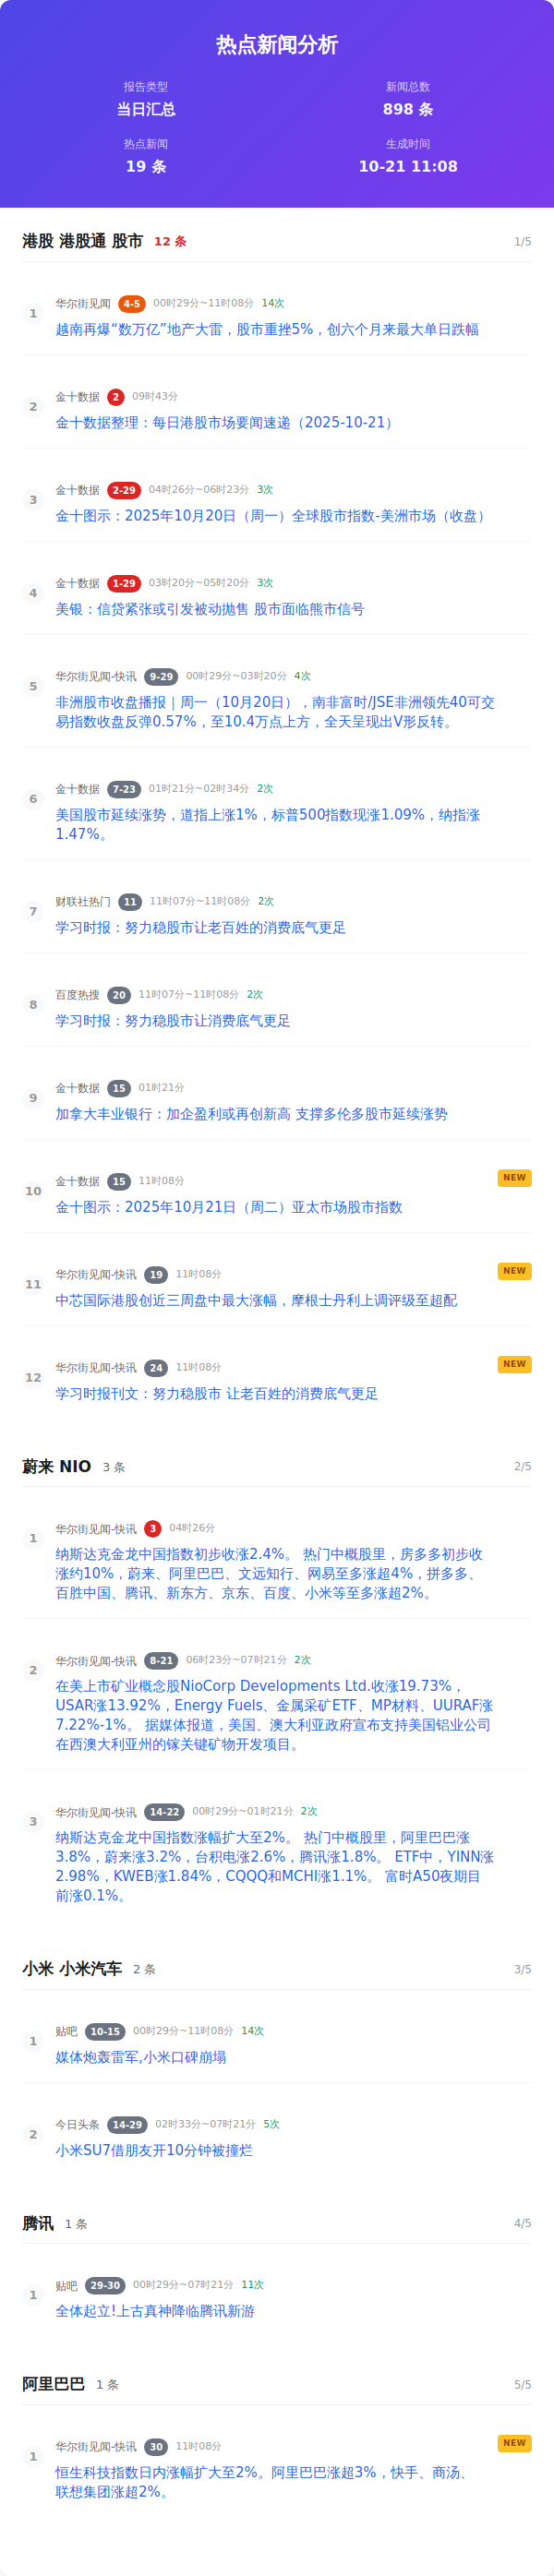 热点新闻分析
报告类型
新闻总数
当日汇总
898 条
热点新闻
生成时间
19 条
10-21 11:08
港股 港股通 股市 12 条 1/5
1 华尔街见闻 4-5 00时29分~11时08分 14次
越南再爆“数万亿”地产大雷，股市重挫5%，创六个月来最大单日跌幅
2 金十数据 2 09时43分
金十数据整理：每日港股市场要闻速递（2025-10-21）
3 金十数据 2-29 04时26分~06时23分 3次
金十图示：2025年10月20日（周一）全球股市指数-美洲市场（收盘）
4 金十数据 1-29 03时20分~05时20分 3次
美银：信贷紧张或引发被动抛售 股市面临熊市信号
5 华尔街见闻-快讯 9-29 00时29分~03时20分 4次
非洲股市收盘播报｜周一（10月20日），南非富时/JSE非洲领先40可交
易指数收盘反弹0.57%，至10.4万点上方，全天呈现出V形反转。
6 金十数据 7-23 01时21分~02时34分 2次
美国股市延续涨势，道指上涨1%，标普500指数现涨1.09%，纳指涨
1.47%。
7 财联社热门 11 11时07分~11时08分 2次
学习时报：努力稳股市让老百姓的消费底气更足
8 百度热搜 20 11时07分~11时08分 2次
学习时报：努力稳股市让消费底气更足
9 金十数据 15 01时21分
加拿大丰业银行：加企盈利或再创新高 支撑多伦多股市延续涨势
10 金十数据 15 11时08分 NEW
金十图示：2025年10月21日（周二）亚太市场股市指数
11 华尔街见闻-快讯 19 11时08分 NEW
中芯国际港股创近三周盘中最大涨幅，摩根士丹利上调评级至超配
12 华尔街见闻-快讯 24 11时08分 NEW
学习时报刊文：努力稳股市 让老百姓的消费底气更足
蔚来 NIO 3 条 2/5
1 华尔街见闻-快讯 3 04时26分
纳斯达克金龙中国指数初步收涨2.4%。 热门中概股里，房多多初步收
涨约10%，蔚来、阿里巴巴、文远知行、网易至多涨超4%，拼多多、
百胜中国、腾讯、新东方、京东、百度、小米等至多涨超2%。
2 华尔街见闻-快讯 8-21 06时23分~07时21分 2次
在美上市矿业概念股NioCorp Developments Ltd.收涨19.73%，
USAR涨13.92%，Energy Fuels、金属采矿ETF、MP材料、UURAF涨
7.22%-1%。 据媒体报道，美国、澳大利亚政府宣布支持美国铝业公司
在西澳大利亚州的镓关键矿物开发项目。
3 华尔街见闻-快讯 14-22 00时29分~01时21分 2次
纳斯达克金龙中国指数涨幅扩大至2%。 热门中概股里，阿里巴巴涨
3.8%，蔚来涨3.2%，台积电涨2.6%，腾讯涨1.8%。 ETF中，YINN涨
2.98%，KWEB涨1.84%，CQQQ和MCHI涨1.1%。 富时A50夜期目
前涨0.1%。
小米 小米汽车 2 条 3/5
1 贴吧 10-15 00时29分~11时08分 14次
媒体炮轰雷军,小米口碑崩塌
2 今日头条 14-29 02时33分~07时21分 5次
小米SU7借朋友开10分钟被撞烂
腾讯 1 条 4/5
1 贴吧 29-30 00时29分~07时21分 11次
全体起立!上古真神降临腾讯新游
阿里巴巴 1 条 5/5
1 华尔街见闻-快讯 30 11时08分 NEW
恒生科技指数日内涨幅扩大至2%。阿里巴巴涨超3%，快手、商汤、
联想集团涨超2%。